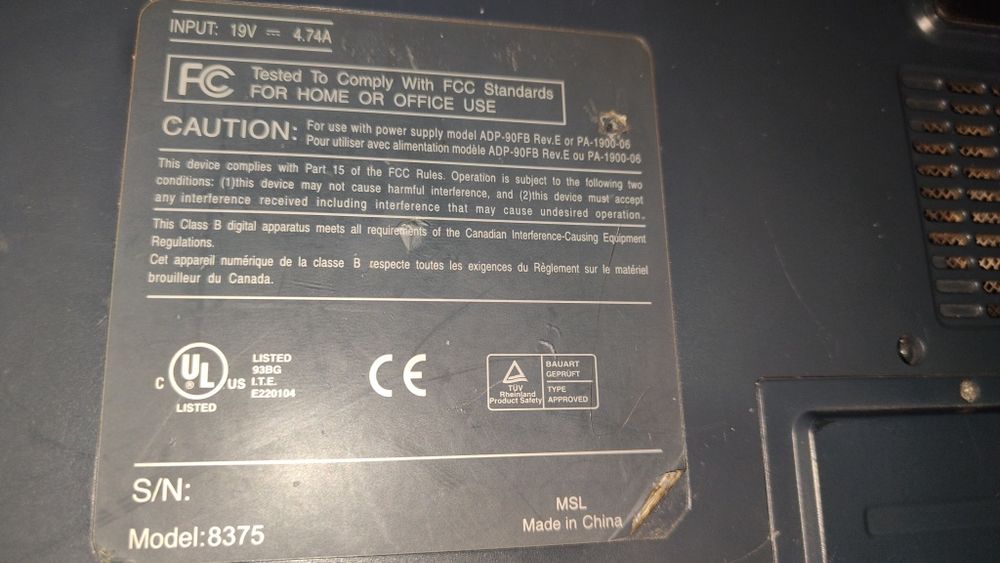 INPUT: 19V ⎓ 4.74A
FC Tested To Comply With FCC Standards
FOR HOME OR OFFICE USE
CAUTION: For use with power supply model ADP-90FB Rev.E or PA-1900-06
Pour utiliser avec alimentation modèle ADP-90FB Rev.E ou PA-1900-06
This device complies with Part 15 of the FCC Rules. Operation is subject to the following two
conditions: (1)this device may not cause harmful interference, and (2)this device must accept
any interference received including interference that may cause undesired operation.
This Class B digital apparatus meets all requirements of the Canadian Interference-Causing Equipment
Regulations.
Cet appareil numérique de la classe B respecte toutes les exigences du Règlement sur le matériel
brouilleur du Canada.
C UL ® US
LISTED
LISTED
93BG
I.T.E.
E220104
CE
TÜV
Rheinland
Product Safety
BAUART
GEPRÜFT
TYPE
APPROVED
S/N:
Model:8375
MSL
Made in China